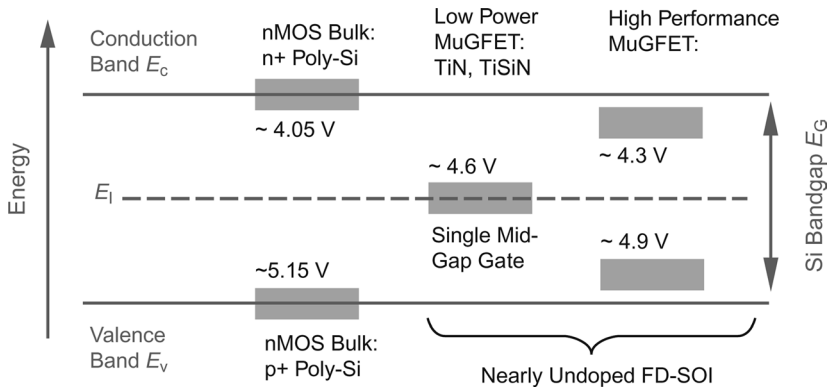 Conduction
Band Ec
nMOS Bulk:
n+ Poly-Si
Low Power
MuGFET:
TiN, TiSiN
High Performance
MuGFET:
~ 4.05 V
~ 4.3 V
Energy
EI
~ 4.6 V
Single Mid-
Gap Gate
~ 4.9 V
Si Bandgap EG
~5.15 V
Valence
Band Ev
nMOS Bulk:
p+ Poly-Si
Nearly Undoped FD-SOI